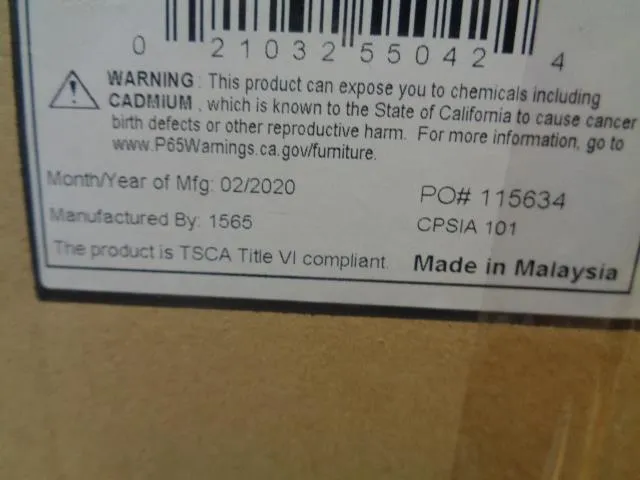 0 21032 55042 4
WARNING : This product can expose you to chemicals including
CADMIUM , which is known to the State of California to cause cancer
birth defects or other reproductive harm. For more information, go to
www.P65Warnings.ca.gov/furniture.
Month/Year of Mfg: 02/2020
PO# 115634
Manufactured By: 1565
CPSIA 101
The product is TSCA Title VI compliant.
Made in Malaysia